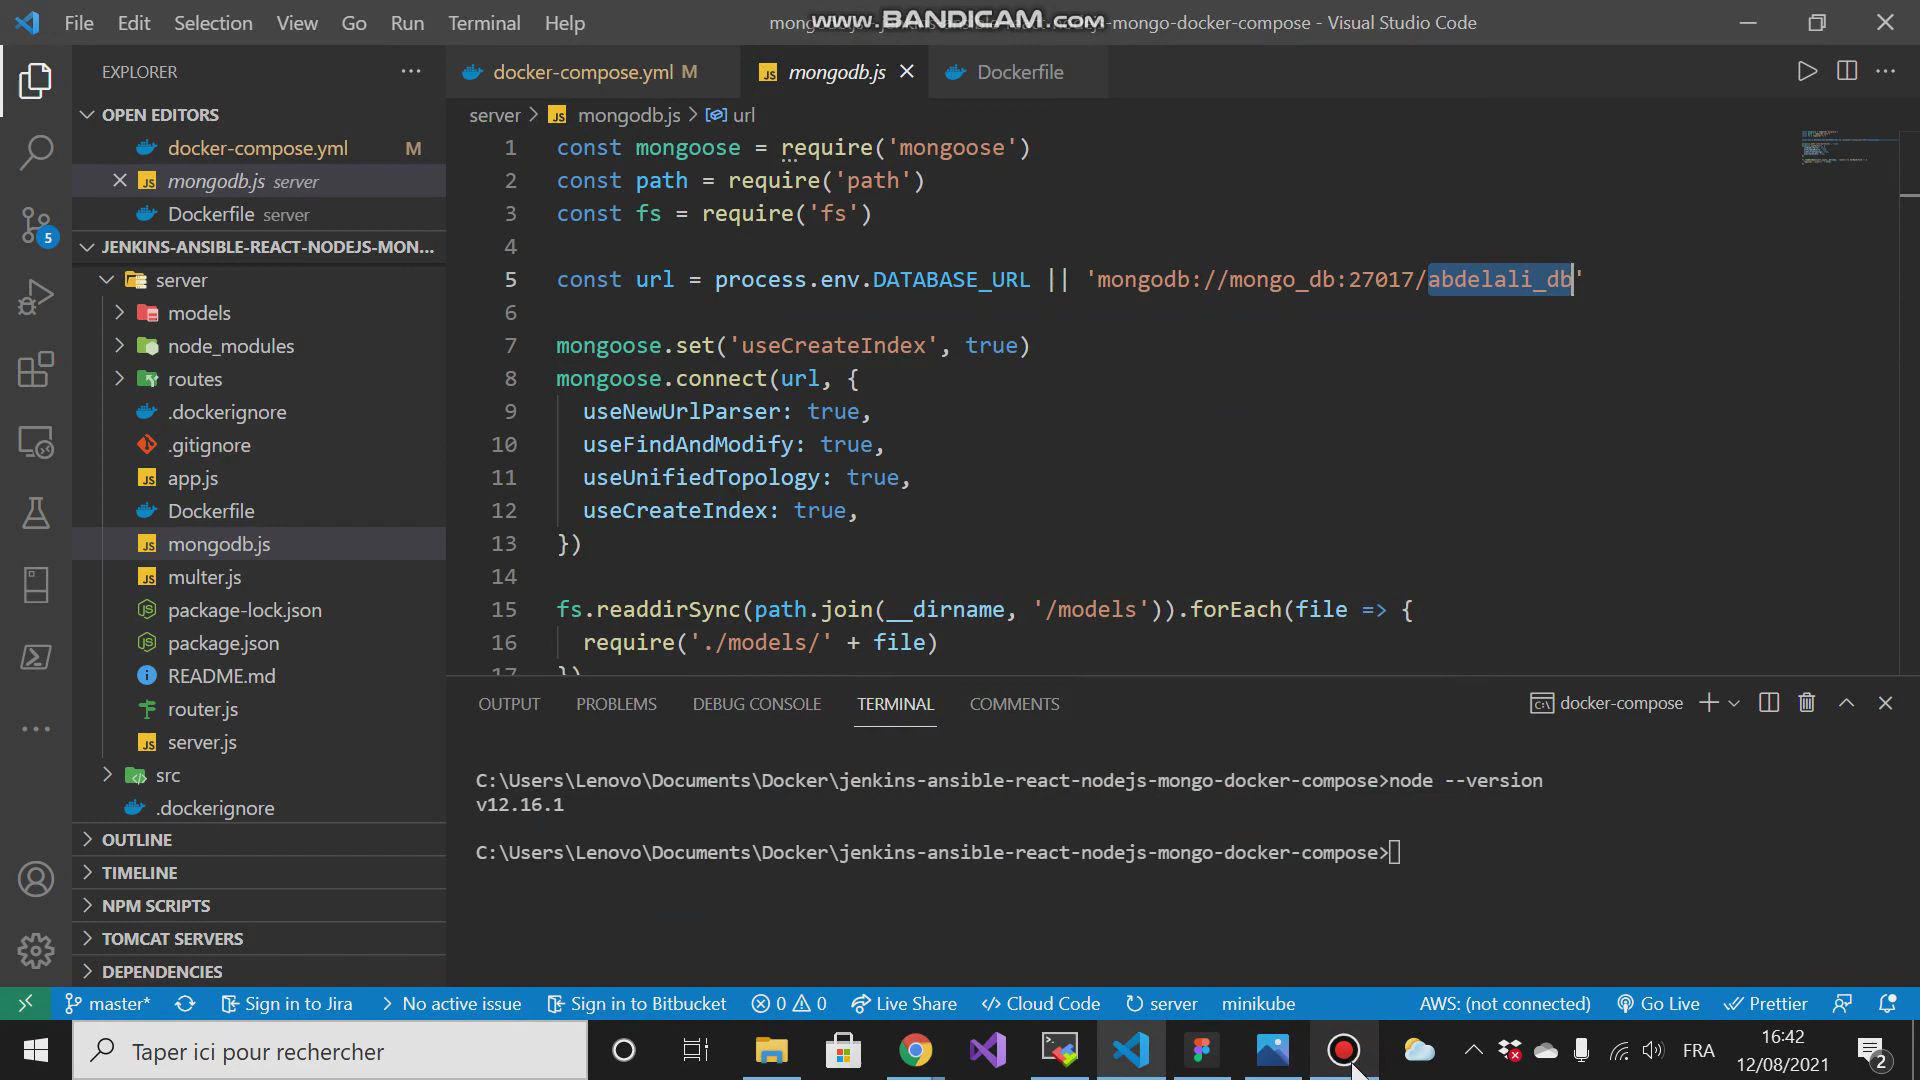 File Edit Selection View Go Run Terminal Help
www.BANDICAM.com
-mongo-docker-compose - Visual Studio Code
EXPLORER
docker-compose.yml M
mongodb.js
Dockerfile
OPEN EDITORS
docker-compose.yml M
mongodb.js server
Dockerfile server
JENKINS-ANSIBLE-REACT-NODEJS-MON...
server
models
node_modules
routes
.dockerignore
.gitignore
app.js
Dockerfile
mongodb.js
multer.js
package-lock.json
package.json
README.md
router.js
server.js
src
.dockerignore
OUTLINE
TIMELINE
NPM SCRIPTS
TOMCAT SERVERS
DEPENDENCIES
server > mongodb.js > url
1 const mongoose = require('mongoose')
2 const path = require('path')
3 const fs = require('fs')
4
5 const url = process.env.DATABASE_URL || 'mongodb://mongo_db:27017/abdelali_db'
6
7 mongoose.set('useCreateIndex', true)
8 mongoose.connect(url, {
9 useNewUrlParser: true,
10 useFindAndModify: true,
11 useUnifiedTopology: true,
12 useCreateIndex: true,
13 })
14
15 fs.readdirSync(path.join(__dirname, '/models')).forEach(file => {
16 require('./models/' + file)
17 })
OUTPUT PROBLEMS DEBUG CONSOLE TERMINAL COMMENTS
docker-compose
C:\Users\Lenovo\Documents\Docker\jenkins-ansible-react-nodejs-mongo-docker-compose>node --version
v12.16.1
C:\Users\Lenovo\Documents\Docker\jenkins-ansible-react-nodejs-mongo-docker-compose>
5
master* Sign in to Jira No active issue Sign in to Bitbucket 0 0 Live Share Cloud Code server minikube AWS: (not connected) Go Live Prettier
Taper ici pour rechercher
FRA
16:42
12/08/2021
2